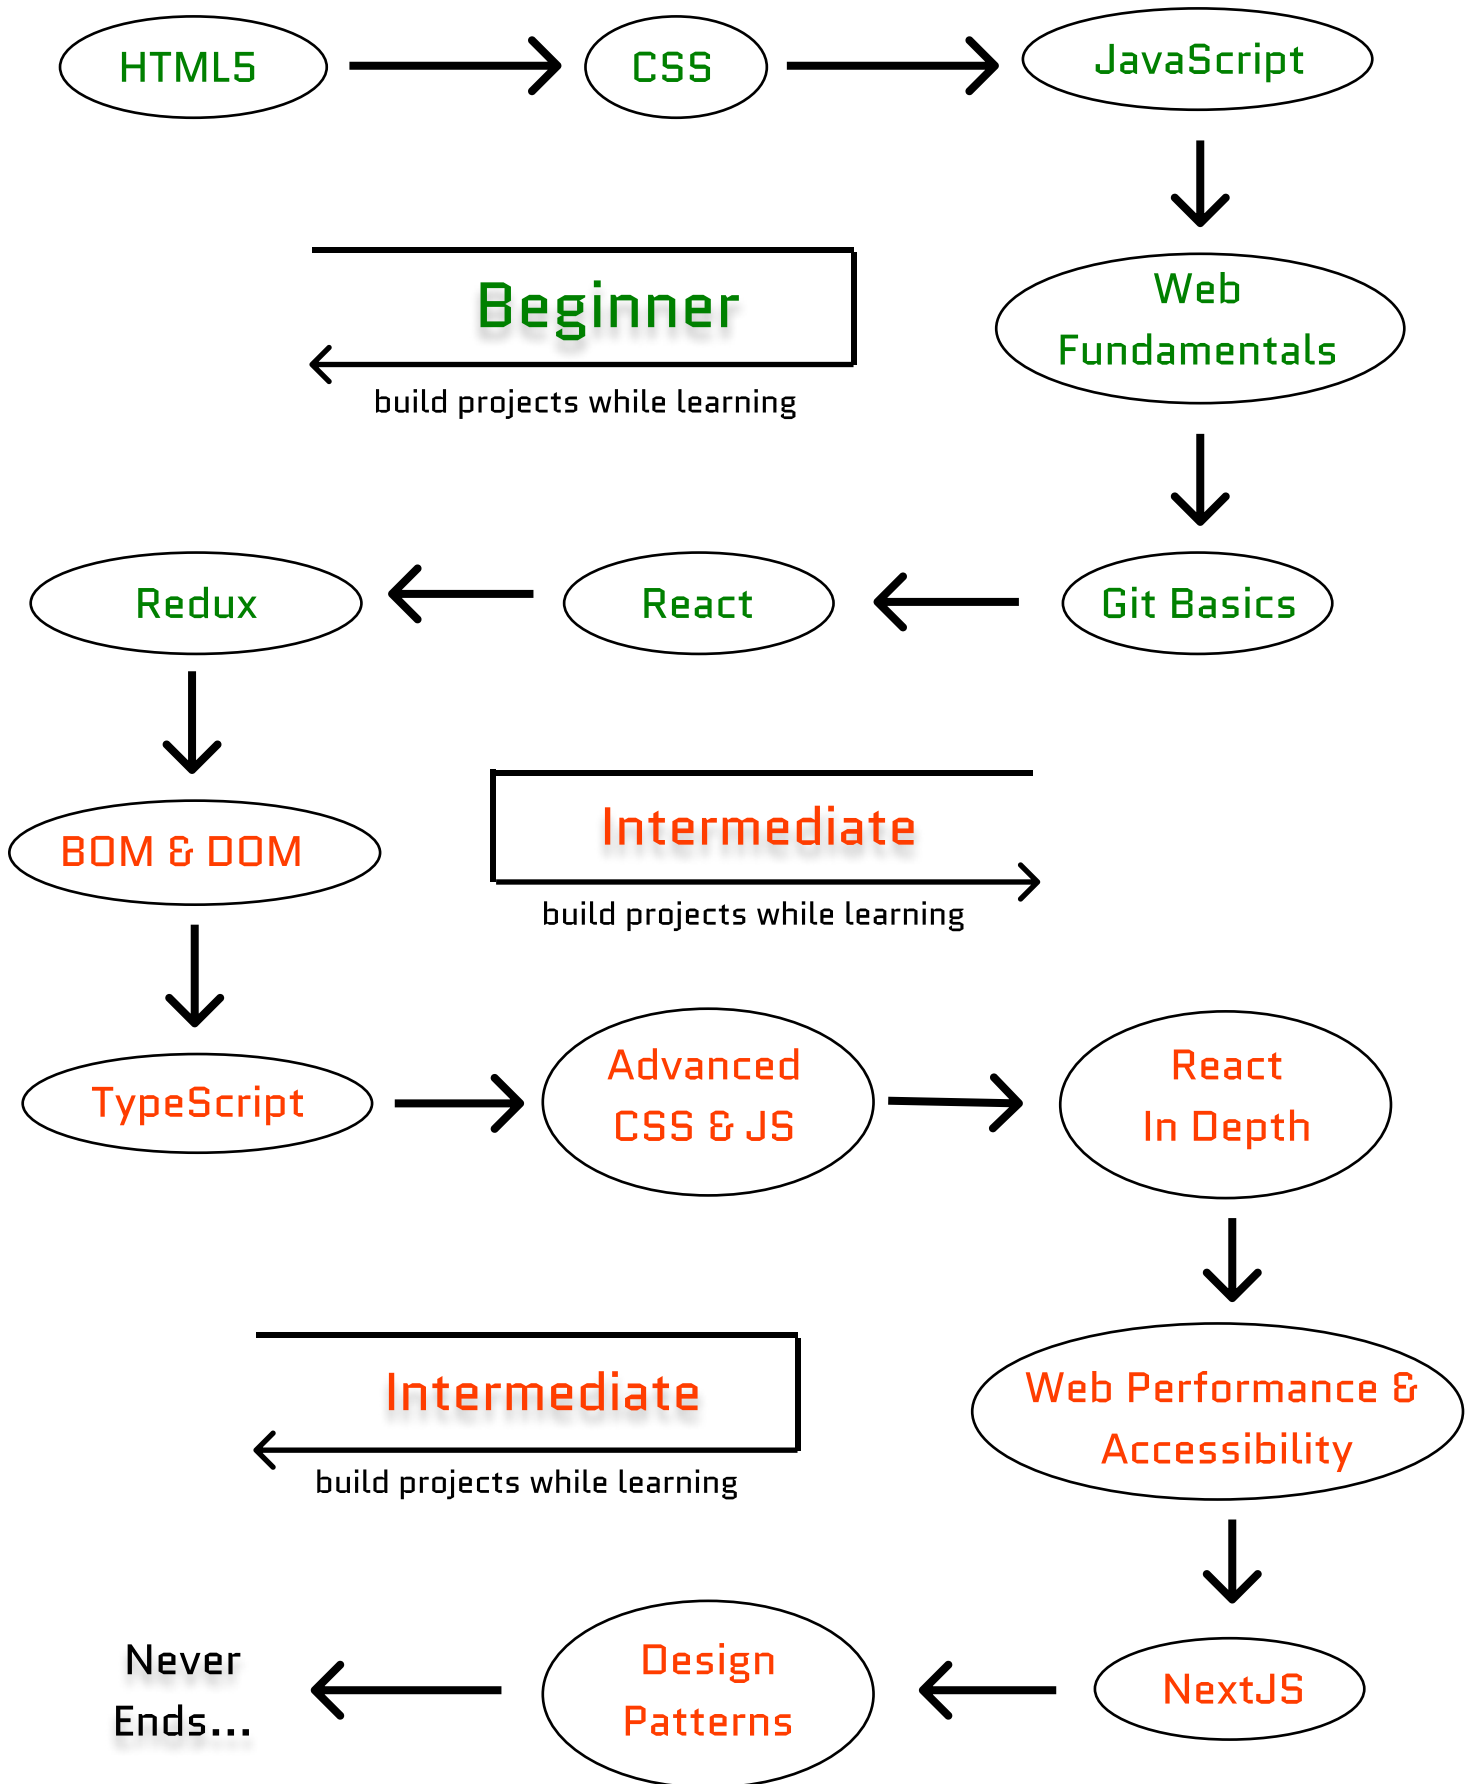 HTML5
CSS
JavaScript
Web
Fundamentals
Beginner
build projects while learning
Git Basics
React
Redux
BOM & DOM
Intermediate
build projects while learning
TypeScript
Advanced
CSS & JS
React
In Depth
Web Performance &
Accessibility
Intermediate
build projects while learning
NextJS
Design
Patterns
Never
Ends...